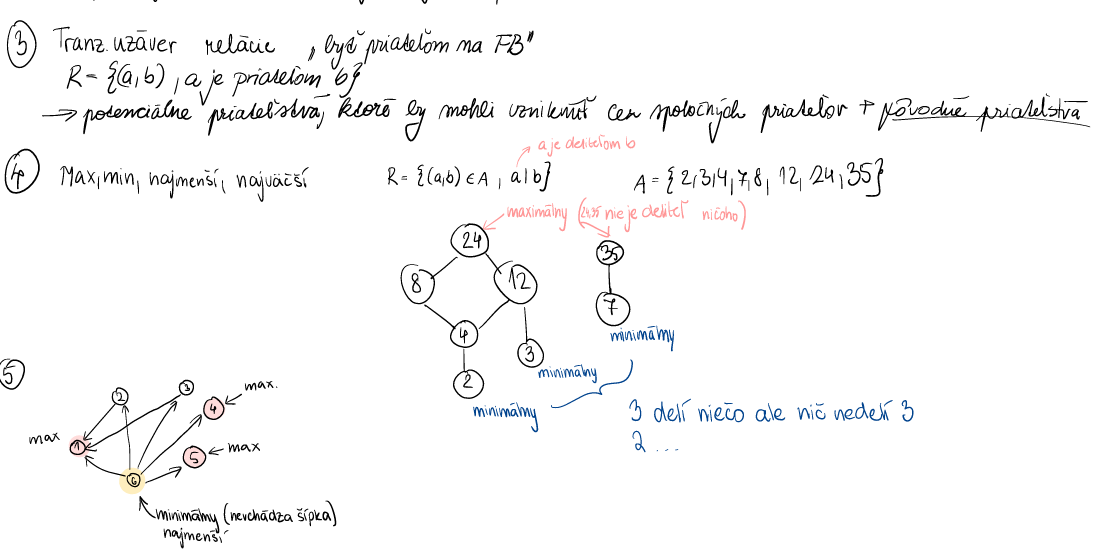 ③ Tranz. uzáver relácie „byť priateľom na FB"
R = {(a,b), a je priateľom b}
→ potenciálne priateľstvá, ktoré by mohli vzniknúť cez spoločných priateľov + pôvodné priateľstvá
a je deliteľom b
④ Max, min, najmenší, najväčší R = {(a,b) ∈ A, a|b} A = {2,3,4,7,8, 12, 24, 35}
maximálny (24,35 nie je deliteľ ničoho)
24
35
8 12
7
4
minimálny
3
minimálny
2
minimálny
3 delí niečo ale nič nedelí 3
2 ...
⑤
2 3 max.
4
max 1
5 max
6
minimálny (nevchádza šípka)
najmenší